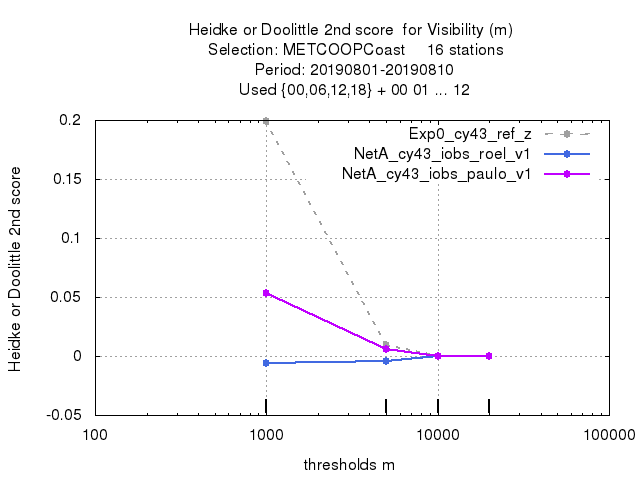 Heidke or Doolittle 2nd score  for Visibility (m)
Selection: METCOOPCoast     16 stations
Period: 20190801-20190810
Used {00,06,12,18} + 00 01 ... 12
Exp0_cy43_ref_z
NetA_cy43_iobs_roel_v1
NetA_cy43_iobs_paulo_v1
Heidke or Doolittle 2nd score
0.2
0.15
0.1
0.05
0
-0.05
100
1000
10000
100000
thresholds m